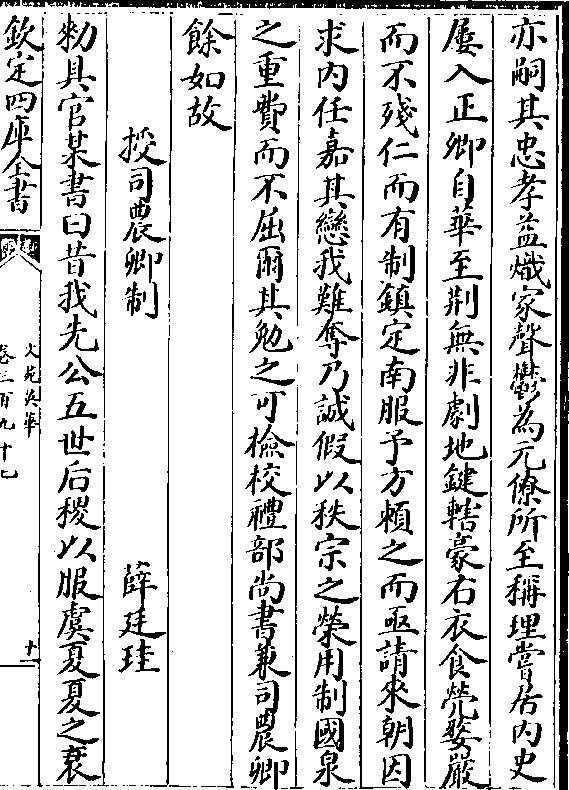 亦嗣其忠孝益熾家聲鬱為元僚所至稱理嘗居内史
屢入正卿自華至荆無非劇地鍵轄豪右衣食㷀嫠嚴
而不殘仁而有制鎮定南服予方頼之而亟請來朝因
求内任嘉其戀我難奪乃誠假以秩宗之榮用制國泉
之重費而不屈爾其勉之可檢校禮部尚書兼司農卿
餘如故
授司農卿制 薛廷珪
勅具官某書曰昔我先公五世后稷以服虞夏夏之衰
欽定四庫全書
文苑英華
卷三百九十七
十一